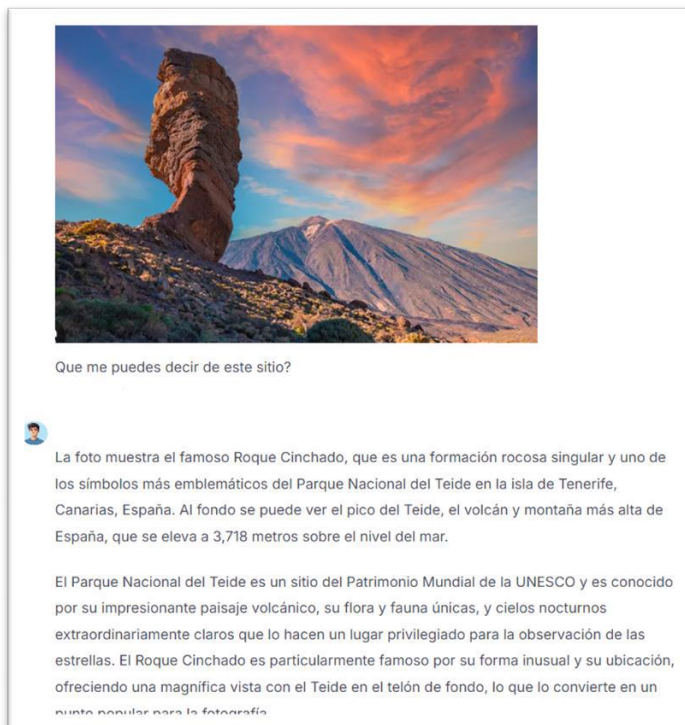 Que me puedes decir de este sitio?
La foto muestra el famoso Roque Cinchado, que es una formación rocosa singular y uno de
los símbolos más emblemáticos del Parque Nacional del Teide en la isla de Tenerife,
Canarias, España. Al fondo se puede ver el pico del Teide, el volcán y montaña más alta de
España, que se eleva a 3,718 metros sobre el nivel del mar.
El Parque Nacional del Teide es un sitio del Patrimonio Mundial de la UNESCO y es conocido
por su impresionante paisaje volcánico, su flora y fauna únicas, y cielos nocturnos
extraordinariamente claros que lo hacen un lugar privilegiado para la observación de las
estrellas. El Roque Cinchado es particularmente famoso por su forma inusual y su ubicación,
ofreciendo una magnífica vista con el Teide en el telón de fondo, lo que lo convierte en un
punto popular para la fotografía